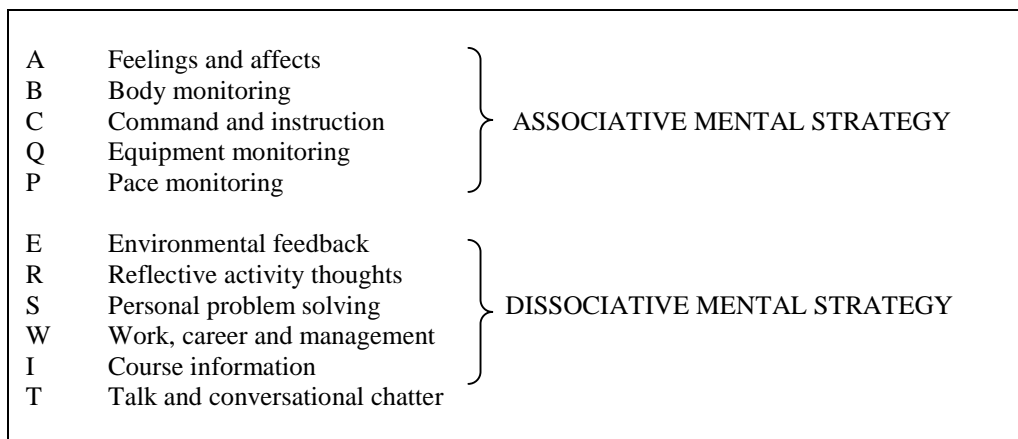 A Feelings and affects
B Body monitoring
C Command and instruction ASSOCIATIVE MENTAL STRATEGY
Q Equipment monitoring
P Pace monitoring
E Environmental feedback
R Reflective activity thoughts
S Personal problem solving DISSOCIATIVE MENTAL STRATEGY
W Work, career and management
I Course information
T Talk and conversational chatter